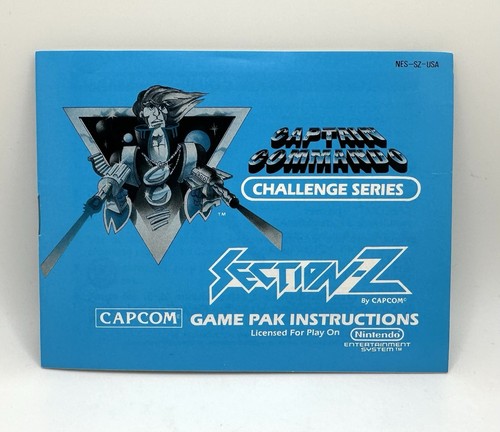 NES-SZ-USA
CAPTAIN
COMMANDO
CHALLENGE SERIES
TM
SECTION-Z
By CAPCOM®
CAPCOM® GAME PAK INSTRUCTIONS
Licensed For Play On Nintendo®
ENTERTAINMENT
SYSTEM™